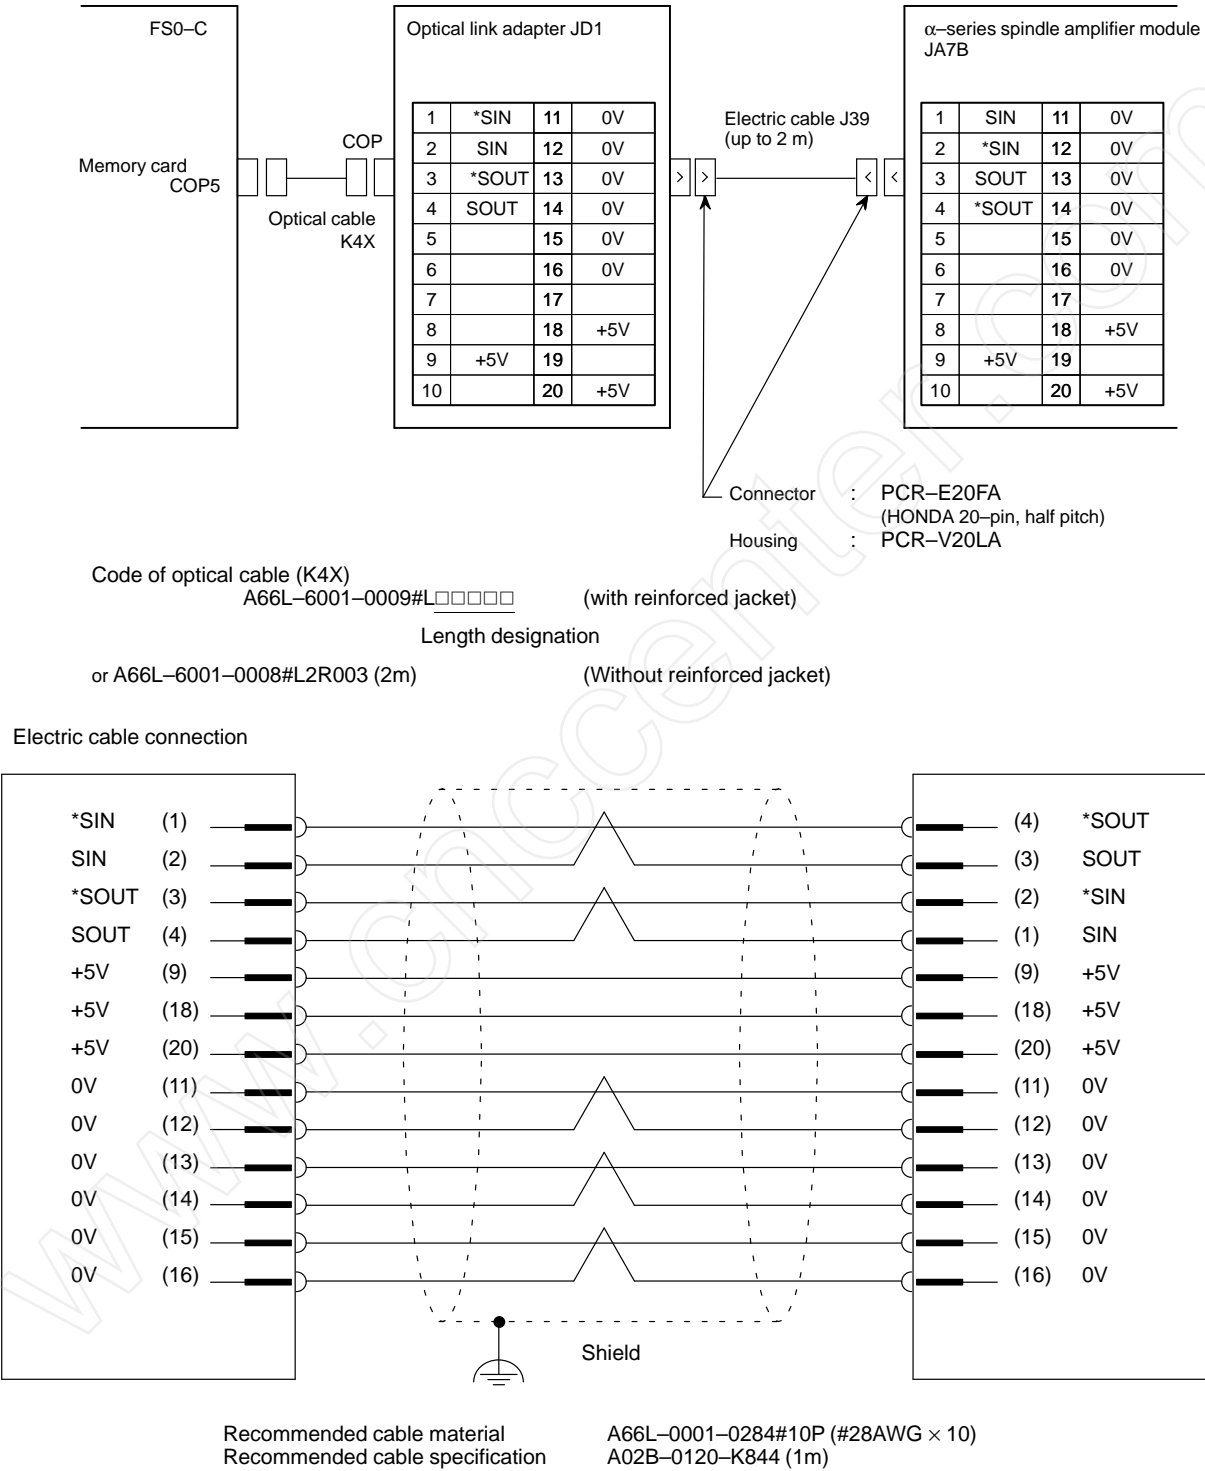 FS0–C
Memory card
COP5
COP
Optical cable
K4X
Optical link adapter JD1
1 *SIN 11 0V
2 SIN 12 0V
3 *SOUT 13 0V
4 SOUT 14 0V
5 15 0V
6 16 0V
7 17
8 18 +5V
9 +5V 19
10 20 +5V
Electric cable J39
(up to 2 m)
α–series spindle amplifier module
JA7B
1 SIN 11 0V
2 *SIN 12 0V
3 SOUT 13 0V
4 *SOUT 14 0V
5 15 0V
6 16 0V
7 17
8 18 +5V
9 +5V 19
10 20 +5V
Connector : PCR–E20FA
(HONDA 20–pin, half pitch)
Housing : PCR–V20LA
Code of optical cable (K4X)
A66L–6001–0009#L□□□□□ (with reinforced jacket)
Length designation
or A66L–6001–0008#L2R003 (2m) (Without reinforced jacket)
Electric cable connection
*SIN (1) (4) *SOUT
SIN (2) (3) SOUT
*SOUT (3) (2) *SIN
SOUT (4) (1) SIN
+5V (9) (9) +5V
+5V (18) (18) +5V
+5V (20) (20) +5V
0V (11) (11) 0V
0V (12) (12) 0V
0V (13) (13) 0V
0V (14) (14) 0V
0V (15) (15) 0V
0V (16) (16) 0V
Shield
Recommended cable material A66L–0001–0284#10P (#28AWG × 10)
Recommended cable specification A02B–0120–K844 (1m)
www.cnccenter.com